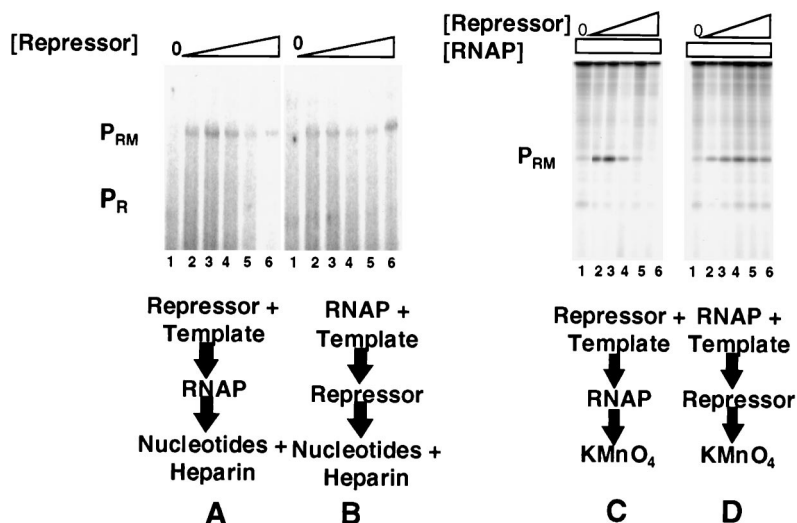 [Repressor] 0 0
P_RM
P_R
1 2 3 4 5 6 1 2 3 4 5 6
Repressor +
Template
RNAP
Nucleotides +
Heparin
A
RNAP +
Template
Repressor
Nucleotides +
Heparin
B
[Repressor] 0 0
[RNAP]
P_RM
1 2 3 4 5 6 1 2 3 4 5 6
Repressor +
Template
RNAP
KMnO₄
C
RNAP +
Template
Repressor
KMnO₄
D